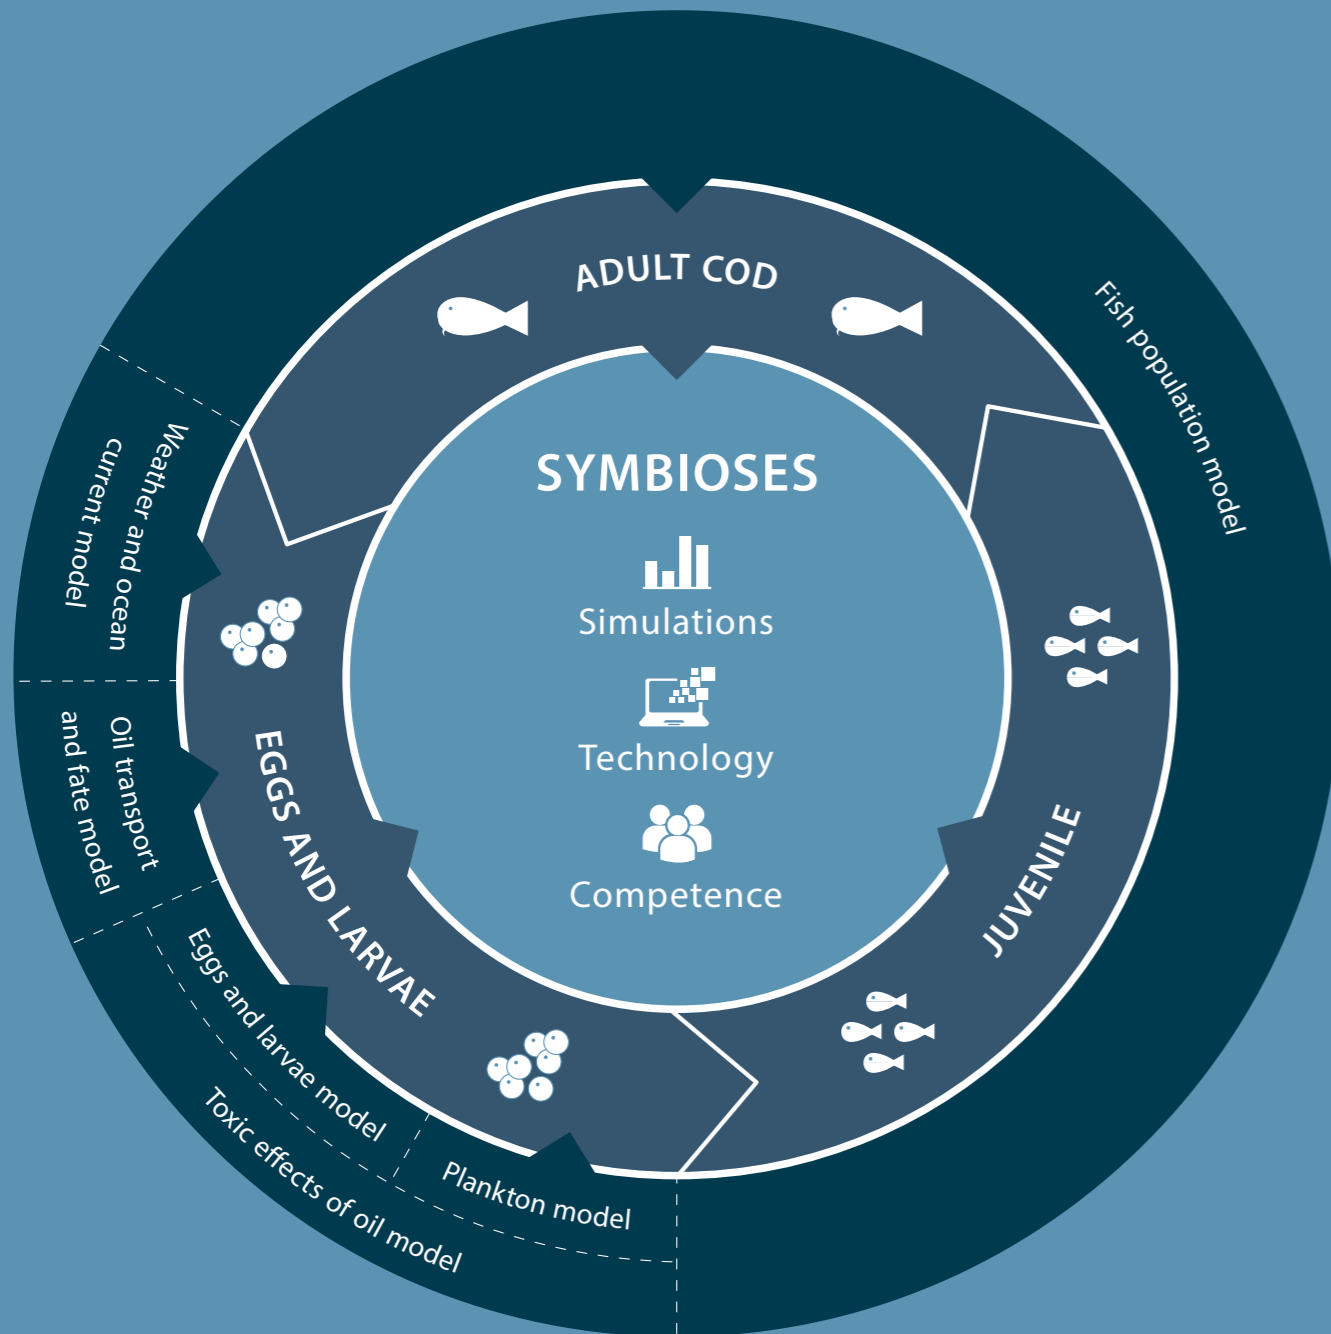 ADULT COD
Fish population model
SYMBIOSES
Simulations
Technology
Competence
Weather and ocean
current model
Oil transport
and fate model
EGGS AND LARVAE
JUVENILE
Eggs and larvae model
Plankton model
Toxic effects of oil model